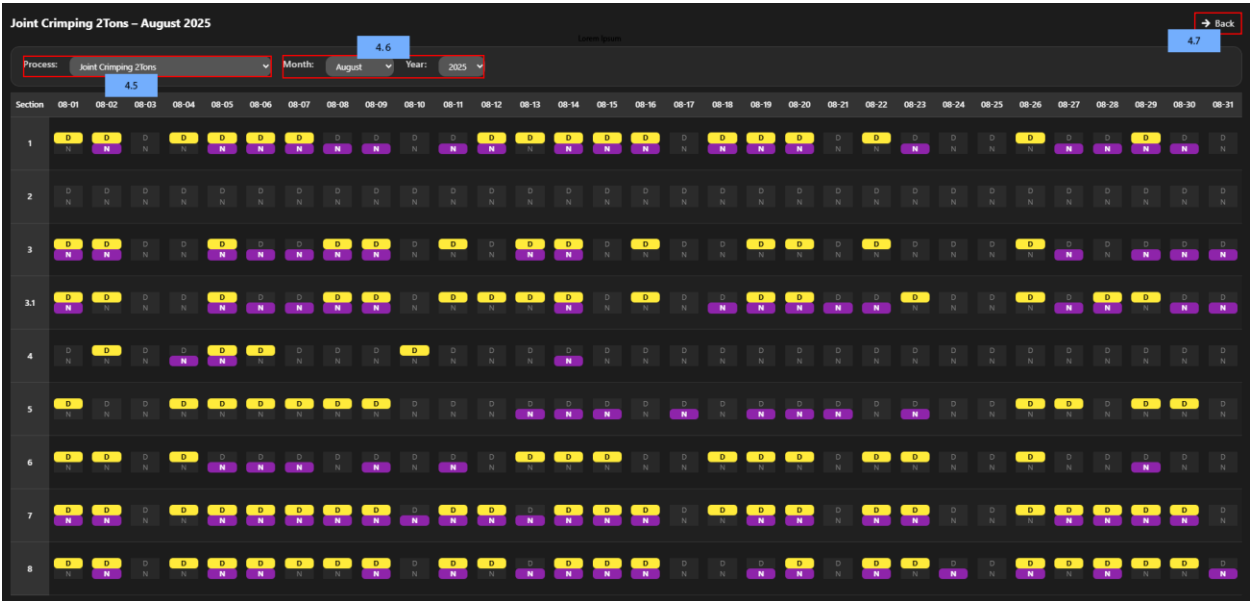 Joint Crimping 2Tons – August 2025
→ Back
Lorem Ipsum
4.6
4.7
Process: Joint Crimping 2Tons Month: August Year: 2025
4.5
Section 08-01 08-02 08-03 08-04 08-05 08-06 08-07 08-08 08-09 08-10 08-11 08-12 08-13 08-14 08-15 08-16 08-17 08-18 08-19 08-20 08-21 08-22 08-23 08-24 08-25 08-26 08-27 08-28 08-29 08-30 08-31
D D D D D D D D D D D D D D D D D D D D D D D D D D D D D D D
1
N N N N N N N N N N N N N N N N N N N N N N N N N N N N N N N
D D D D D D D D D D D D D D D D D D D D D D D D D D D D D D D
2
N N N N N N N N N N N N N N N N N N N N N N N N N N N N N N N
D D D D D D D D D D D D D D D D D D D D D D D D D D D D D D D
3
N N N N N N N N N N N N N N N N N N N N N N N N N N N N N N N
D D D D D D D D D D D D D D D D D D D D D D D D D D D D D D D
3.1
N N N N N N N N N N N N N N N N N N N N N N N N N N N N N N N
D D D D D D D D D D D D D D D D D D D D D D D D D D D D D D D
4
N N N N N N N N N N N N N N N N N N N N N N N N N N N N N N N
D D D D D D D D D D D D D D D D D D D D D D D D D D D D D D D
5
N N N N N N N N N N N N N N N N N N N N N N N N N N N N N N N
D D D D D D D D D D D D D D D D D D D D D D D D D D D D D D D
6
N N N N N N N N N N N N N N N N N N N N N N N N N N N N N N N
D D D D D D D D D D D D D D D D D D D D D D D D D D D D D D D
7
N N N N N N N N N N N N N N N N N N N N N N N N N N N N N N N
D D D D D D D D D D D D D D D D D D D D D D D D D D D D D D D
8
N N N N N N N N N N N N N N N N N N N N N N N N N N N N N N N